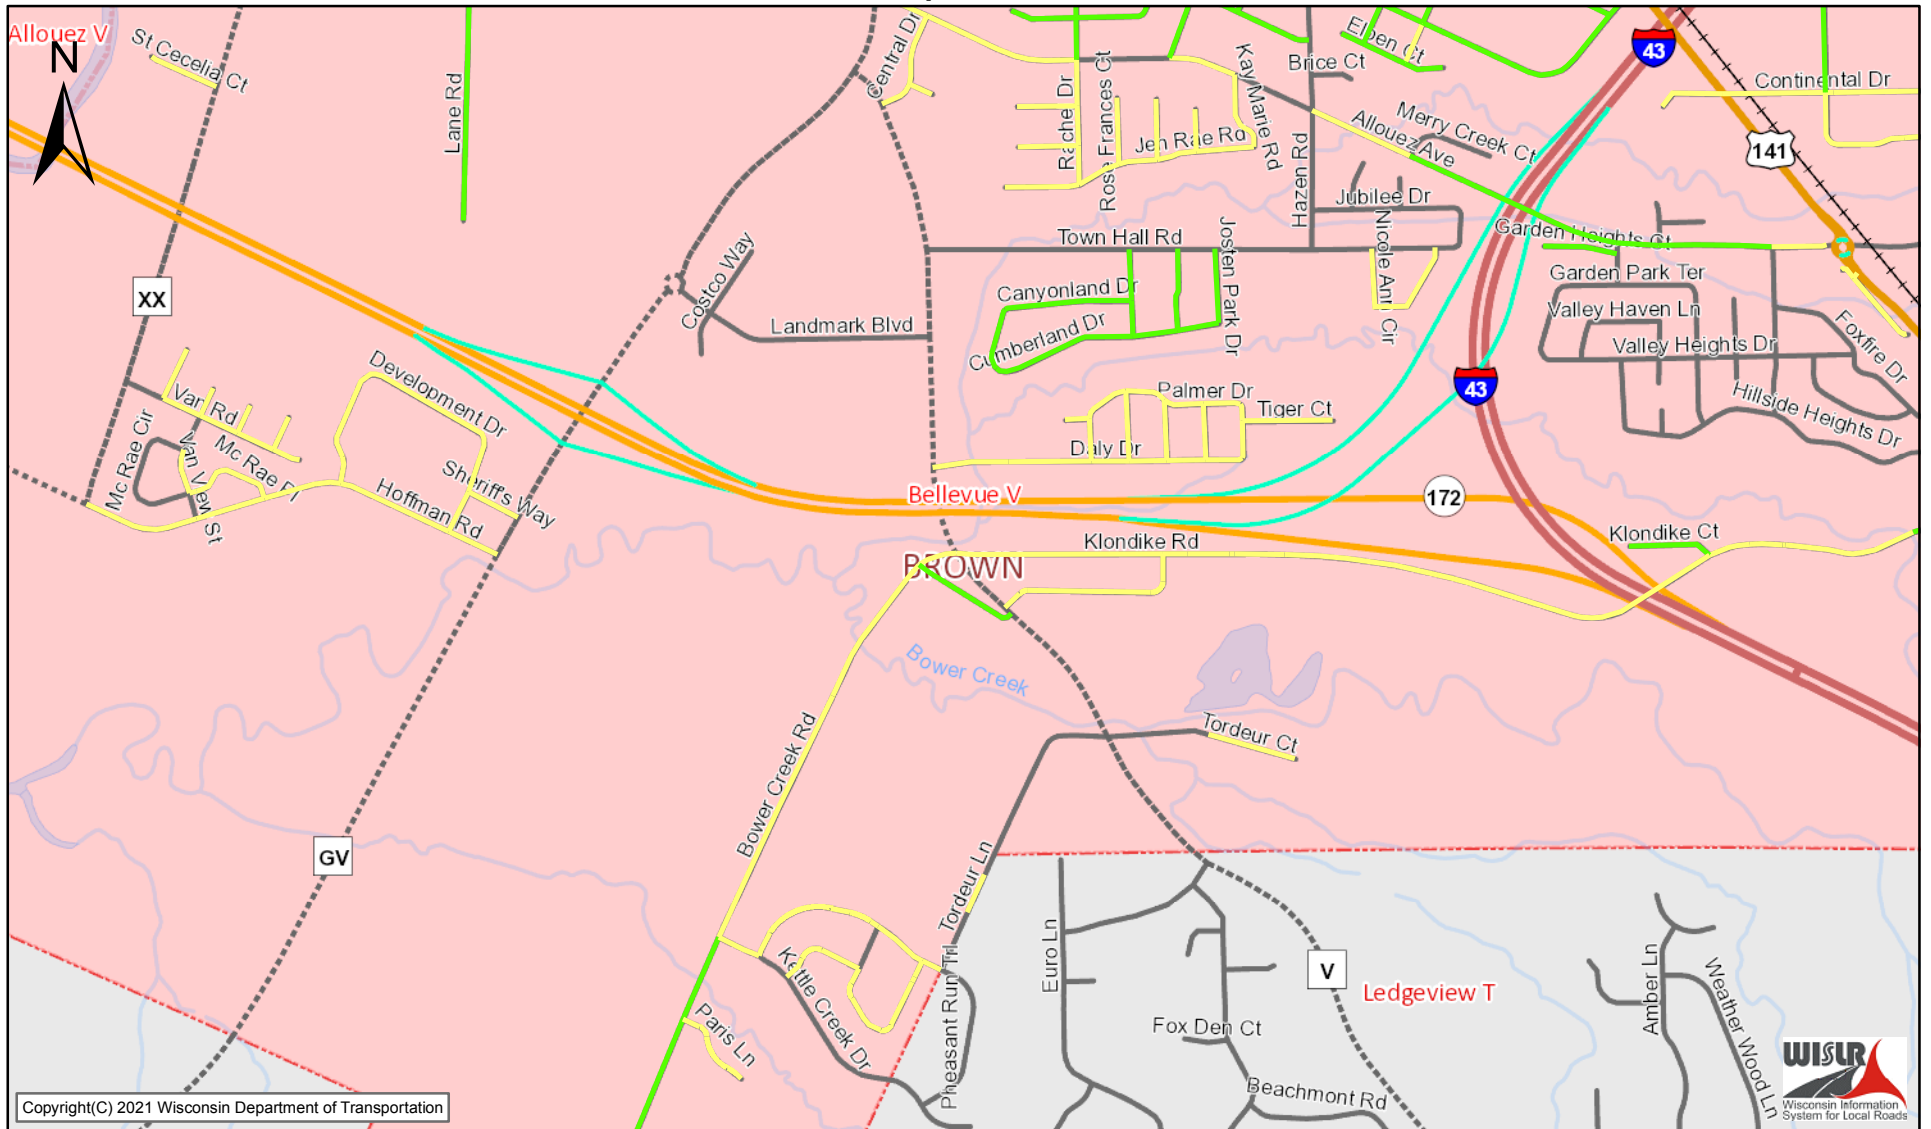 Allouez V
N
St Cecelia Ct
Lane Rd
Central Dr
Rachel Dr
Rose Frances Ct
Jen Rae Rd
Kay Marie Rd
Brice Ct
Elben Ct
43
Continental Dr
141
Merry Creek Ct
Allouez Ave
Hazen Rd
Jubilee Dr
Nicole Ann Cir
Garden Heights Ct
Town Hall Rd
Josten Park Dr
Canyonland Dr
Cumberland Dr
Costco Way
Landmark Blvd
XX
Garden Park Ter
Valley Haven Ln
Valley Heights Dr
Foxfire Dr
Hillside Heights Dr
43
Palmer Dr
Tiger Ct
Daly Dr
Development Dr
Van Rd
Mc Rae Cir
Van View St
Mc Rae Pl
Hoffman Rd
Sheriff's Way
Bellevue V
172
Klondike Ct
Klondike Rd
BROWN
Bower Creek
Tordeur Ct
Bower Creek Rd
GV
Tordeur Ln
Pheasant Run Trl
Kettle Creek Dr
Paris Ln
Euro Ln
V
Ledgeview T
Fox Den Ct
Beachmont Rd
Amber Ln
Weather Wood Ln
WISLR
Wisconsin Information
System for Local Roads
Copyright(C) 2021 Wisconsin Department of Transportation